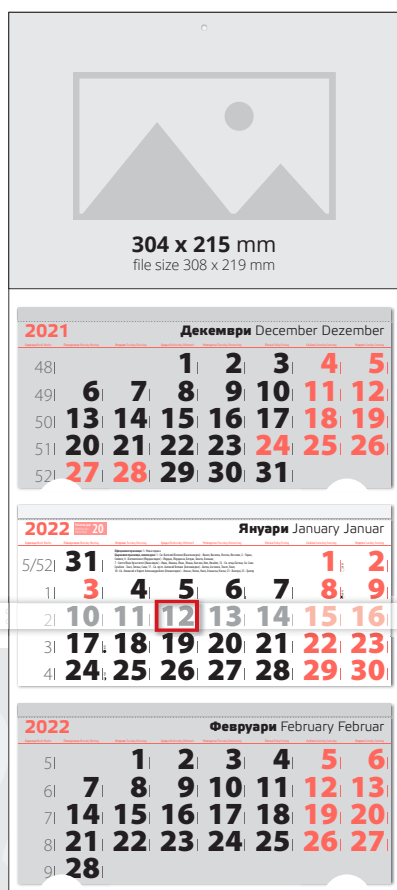 304 x 215 mm
file size 308 x 219 mm
2021 Декември December Dezember
48 1 2 3 4 5
49 6 7 8 9 10 11 12
50 13 14 15 16 17 18 19
51 20 21 22 23 24 25 26
52 27 28 29 30 31
2022 20 Януари January Januar
5/52 31 1 2
1 3 4 5 6 7 8 9
2 10 11 12 13 14 15 16
3 17 18 19 20 21 22 23
4 24 25 26 27 28 29 30
2022 Февруари February Februar
5 1 2 3 4 5 6
6 7 8 9 10 11 12 13
7 14 15 16 17 18 19 20
8 21 22 23 24 25 26 27
9 28